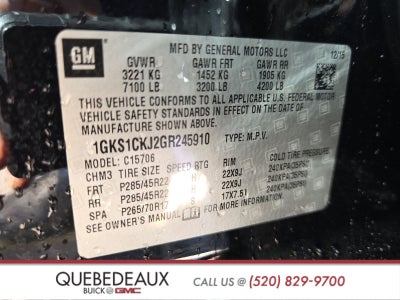 GM
MFD BY GENERAL MOTORS LLC
12/15
GVWR GAWR FRT GAWR RR
3221 KG 1452 KG 1905 KG
7100 LB 3200 LB 4200 LB
THIS VEHICLE CONFORMS TO ALL APPLICABLE U.S. FEDERAL MOTOR
VEHICLE SAFETY STANDARDS IN EFFECT ON THE DATE OF
MANUFACTURE SHOWN ABOVE.
1GKS1CKJ2GR245910 TYPE: M.P.V.
1GKC C15706
CHM3 TIRE SIZE SPEED RTG RIM COLD TIRE PRESSURE
FRT P285/45R22 22X9J 240KPA(35PSI)
RR P285/45R22 22X9J 240KPA(35PSI)
SPA P265/70R17 17X7.5J
SEE OWNER'S MANUAL
QUEBEDEAUX
BUICK GMC
CALL US @ (520) 829-9700